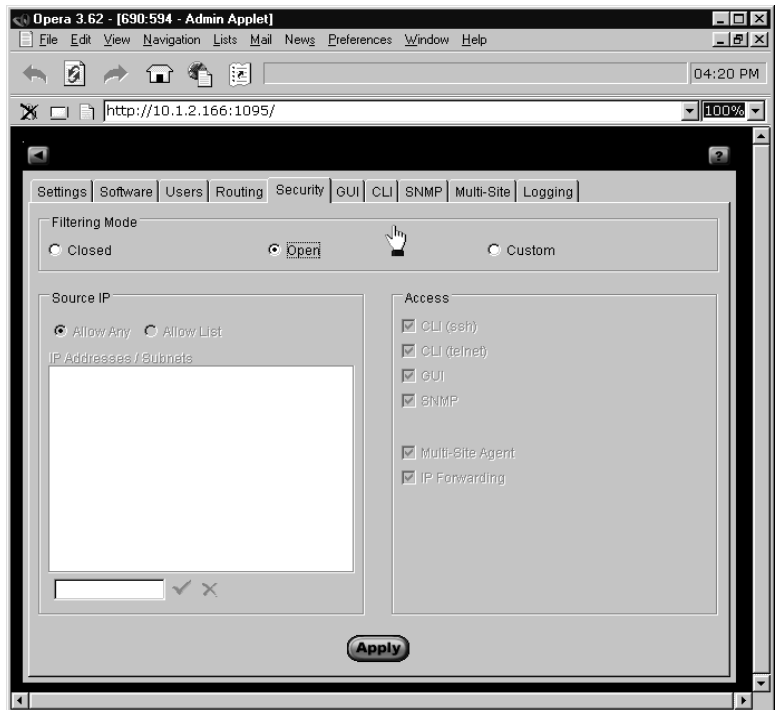 Opera 3.62 - [690:594 - Admin Applet]
File Edit View Navigation Lists Mail News Preferences Window Help
04:20 PM
http://10.1.2.166:1095/ 100%
?
Settings Software Users Routing Security GUI CLI SNMP Multi-Site Logging
Filtering Mode
Closed Open Custom
Source IP
Allow Any Allow List
IP Addresses / Subnets
Access
CLI (ssh)
CLI (telnet)
GUI
SNMP
Multi-Site Agent
IP Forwarding
Apply